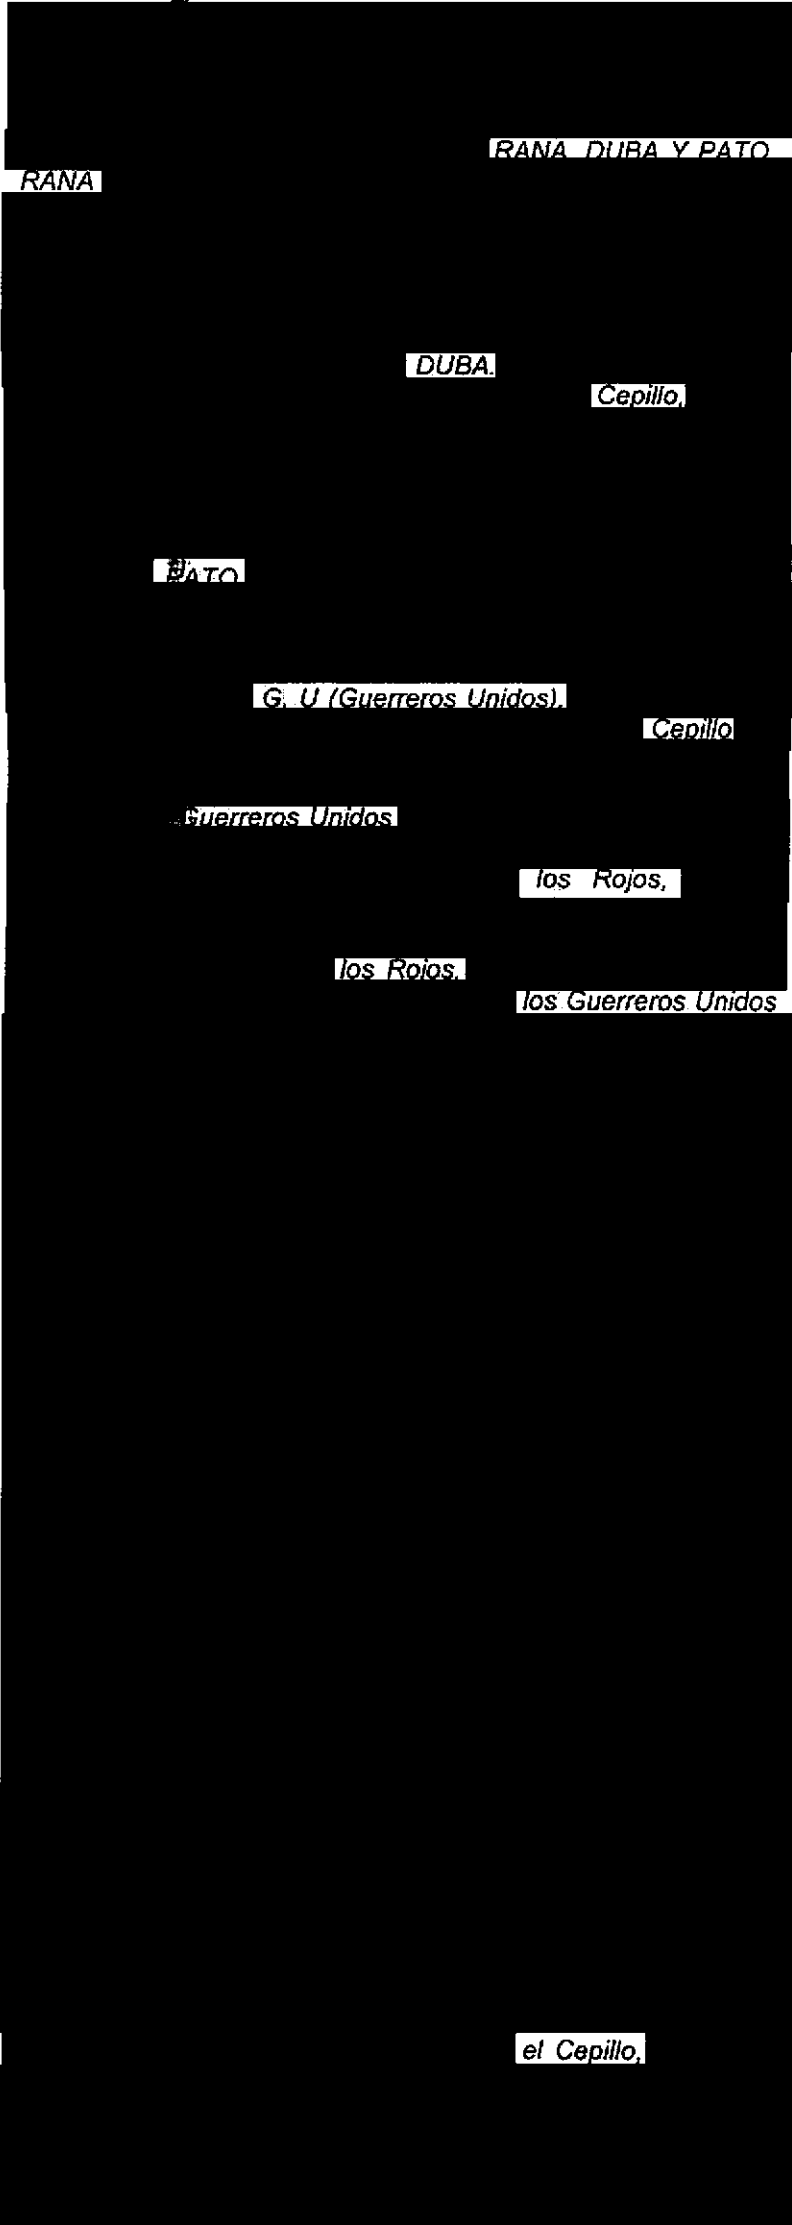 RANA DUBA Y PATO
RANA
DUBA.
Cepillo,
PATO
G. U (Guerreros Unidos),
Cepillo
Guerreros Unidos
los Rojos,
los Rojos,
los Guerreros Unidos
el Cepillo,